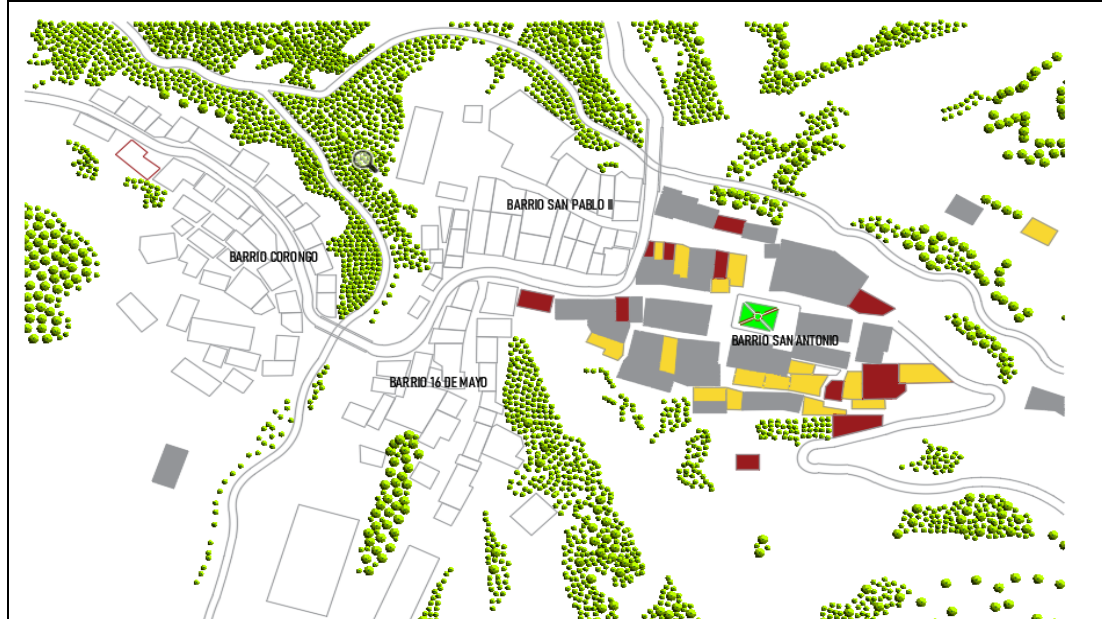 BARRIO SAN PABLO II
BARRIO CORONGO
BARRIO SAN ANTONIO
BARRIO 16 DE MAYO